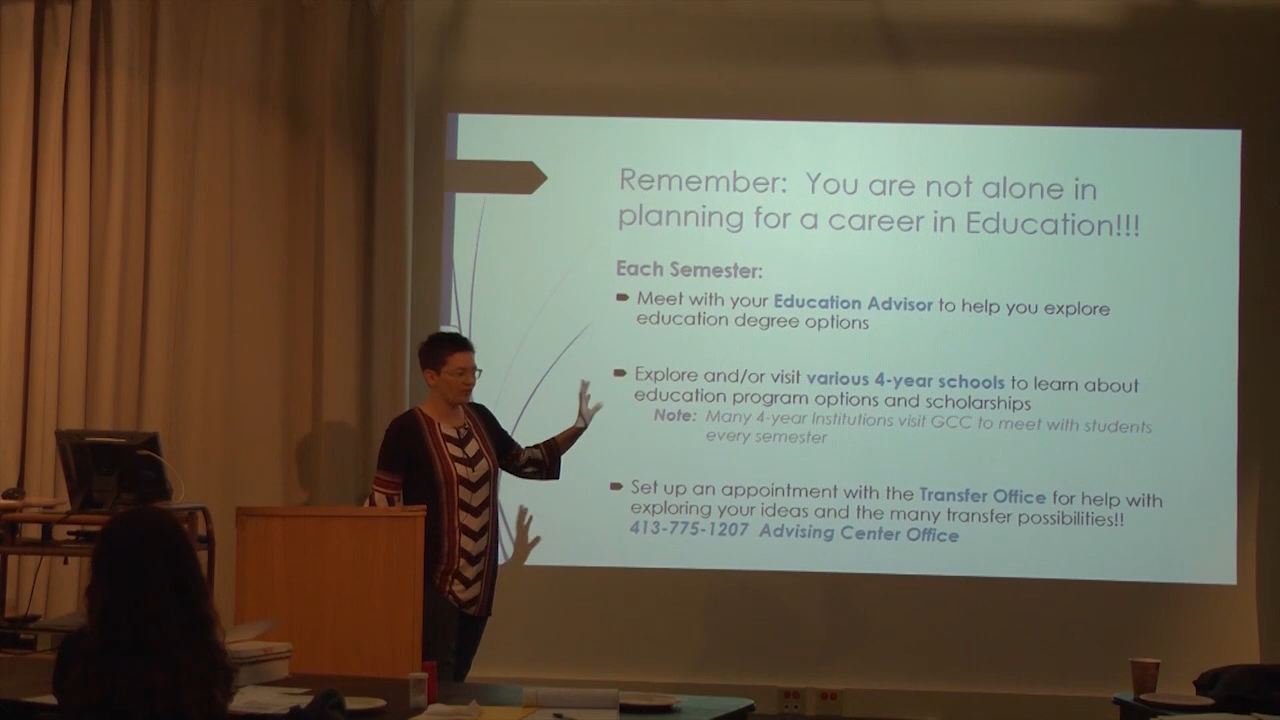 Remember: You are not alone in
planning for a career in Education!!!
Each Semester:
Meet with your Education Advisor to help you explore
education degree options
Explore and/or visit various 4-year schools to learn about
education program options and scholarships
Note: Many 4-year Institutions visit GCC to meet with students
every semester
Set up an appointment with the Transfer Office for help with
exploring your ideas and the many transfer possibilities!!
413-775-1207 Advising Center Office